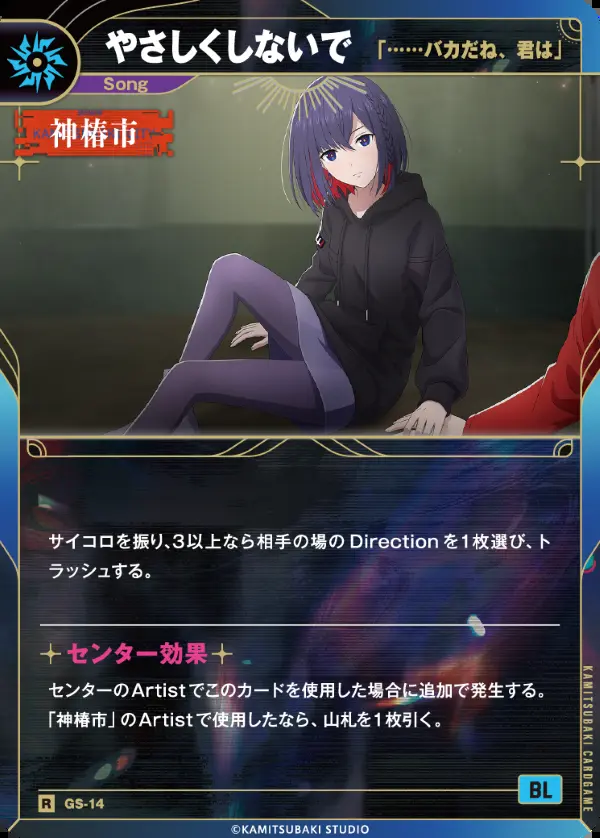 やさしくしないで 「……バカだね、君は」
Song
神椿市
サイコロを振り、3以上なら相手の場のDirectionを1枚選び、ト
ラッシュする。
センター効果
センターのArtistでこのカードを使用した場合に追加で発生する。
「神椿市」のArtistで使用したなら、山札を1枚引く。
KAMITSUBAKI CARDGAME
BL
R GS-14
©KAMITSUBAKI STUDIO